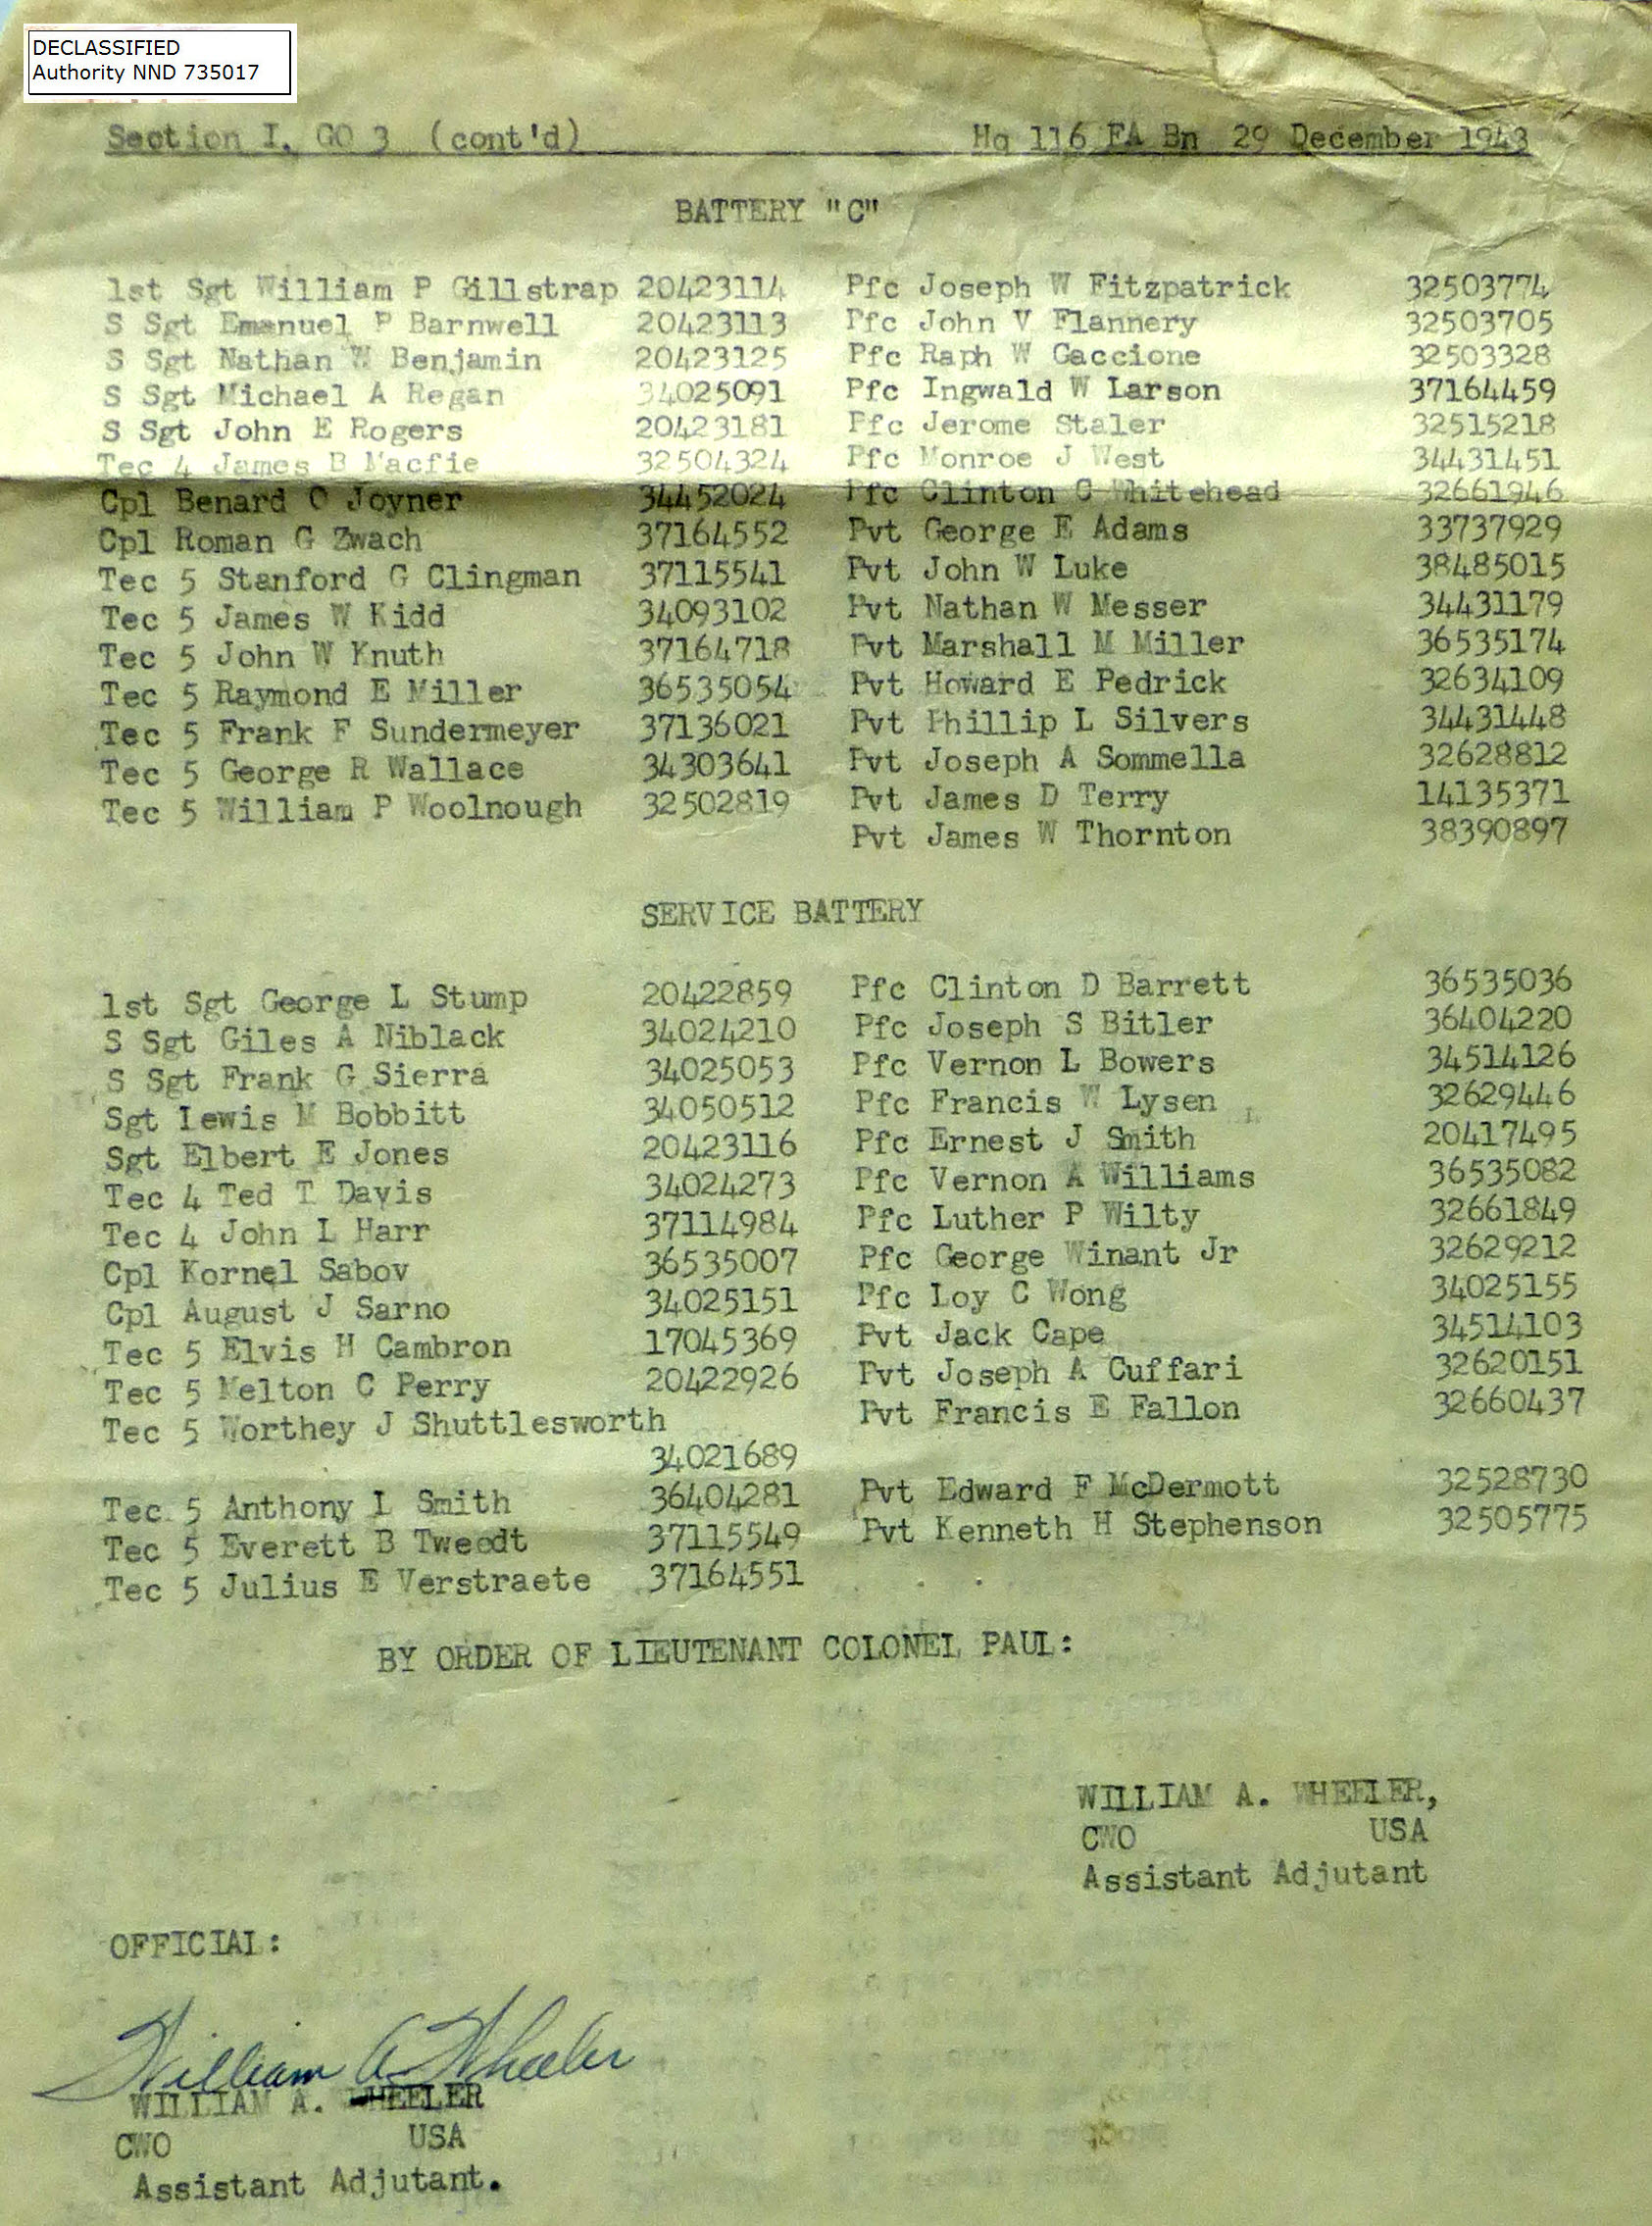 DECLASSIFIED
Authority NND 735017
Section I, GO 3 (cont'd) Hq 116 FA Bn 29 December 1943
BATTERY "C"
1st Sgt William P Gillstrap 20423114 Pfc Joseph W Fitzpatrick 32503774
S Sgt Emanuel P Barnwell 20423113 Pfc John V Flannery 32503705
S Sgt Nathan W Benjamin 20423125 Pfc Raph W Gaccione 32503328
S Sgt Michael A Regan 34025091 Pfc Ingwald W Larson 37164459
S Sgt John E Rogers 20423181 Pfc Jerome Staler 32515218
Tec 4 James B Macfie 32504324 Pfc Monroe J West 34431451
Cpl Benard O Joyner 34452024 Pfc Clinton G Whitehead 32661946
Cpl Roman G Zwach 37164552 Pvt George E Adams 33737929
Tec 5 Stanford G Clingman 37115541 Pvt John W Luke 38485015
Tec 5 James W Kidd 34093102 Pvt Nathan W Messer 34431179
Tec 5 John W Knuth 37164718 Pvt Marshall M Miller 36535174
Tec 5 Raymond E Miller 36535054 Pvt Howard E Pedrick 32634109
Tec 5 Frank F Sundermeyer 37136021 Pvt Phillip L Silvers 34431448
Tec 5 George R Wallace 34303641 Pvt Joseph A Sommella 32628812
Tec 5 William P Woolnough 32502819 Pvt James D Terry 14135371
Pvt James W Thornton 38390897
SERVICE BATTERY
1st Sgt George L Stump 20422859 Pfc Clinton D Barrett 36535036
S Sgt Giles A Niblack 34024210 Pfc Joseph S Bitler 36404220
S Sgt Frank G Sierra 34025053 Pfc Vernon L Bowers 34514126
Sgt Lewis M Bobbitt 34050512 Pfc Francis W Lysen 32629446
Sgt Elbert E Jones 20423116 Pfc Ernest J Smith 20417495
Tec 4 Ted T Davis 34024273 Pfc Vernon A Williams 36535082
Tec 4 John L Harr 37114984 Pfc Luther P Wilty 32661849
Cpl Kornel Sabov 36535007 Pfc George Winant Jr 32629212
Cpl August J Sarno 34025151 Pfc Loy C Wong 34025155
Tec 5 Elvis H Cambron 17045369 Pvt Jack Cape 34514103
Tec 5 Melton C Perry 20422926 Pvt Joseph A Cuffari 32620151
Tec 5 Worthey J Shuttlesworth Pvt Francis E Fallon 32660437
34021689
Tec 5 Anthony L Smith 36404281 Pvt Edward F McDermott 32528730
Tec 5 Everett B Tweedt 37115549 Pvt Kenneth H Stephenson 32505775
Tec 5 Julius E Verstraete 37164551
BY ORDER OF LIEUTENANT COLONEL PAUL:
WILLIAM A. WHEELER,
CWO USA
Assistant Adjutant
OFFICIAL:
William A Wheeler
WILLIAM A. WHEELER
CWO USA
Assistant Adjutant.